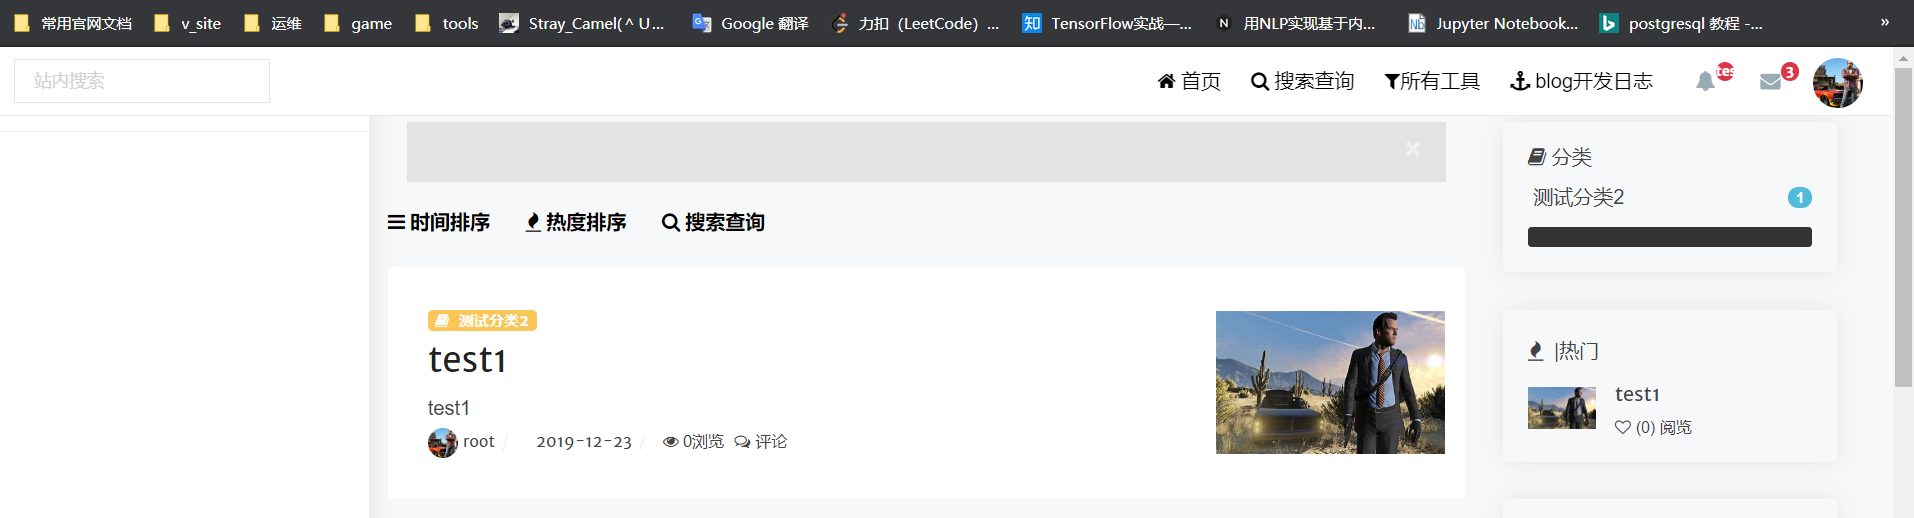 常用官网文档 v_site 运维 game tools Stray_Camel(^U... Google 翻译 力扣（LeetCode）... TensorFlow实战—... 用NLP实现基于内... Jupyter Notebook... postgresql 教程 -... »
站内搜索 首页 搜索查询 所有工具 blog开发日志 tes 3
×
时间排序 热度排序 搜索查询
测试分类2
test1
test1
root / 2019-12-23 / 0浏览 评论
分类
测试分类2 1
|热门
test1
(0) 阅览